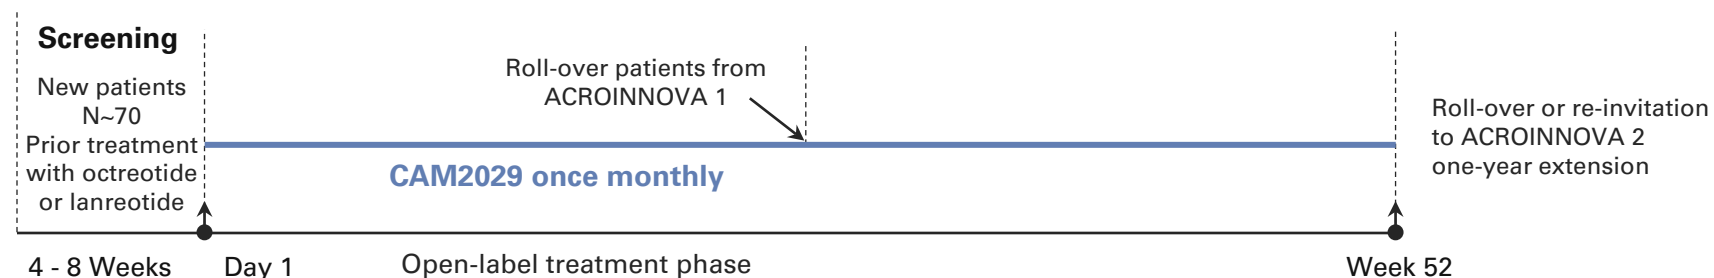 Screening
New patients
N~70
Prior treatment
with octreotide
or lanreotide
Roll-over patients from
ACROINNOVA 1
CAM2029 once monthly
Roll-over or re-invitation
to ACROINNOVA 2
one-year extension
4 - 8 Weeks
Day 1
Open-label treatment phase
Week 52